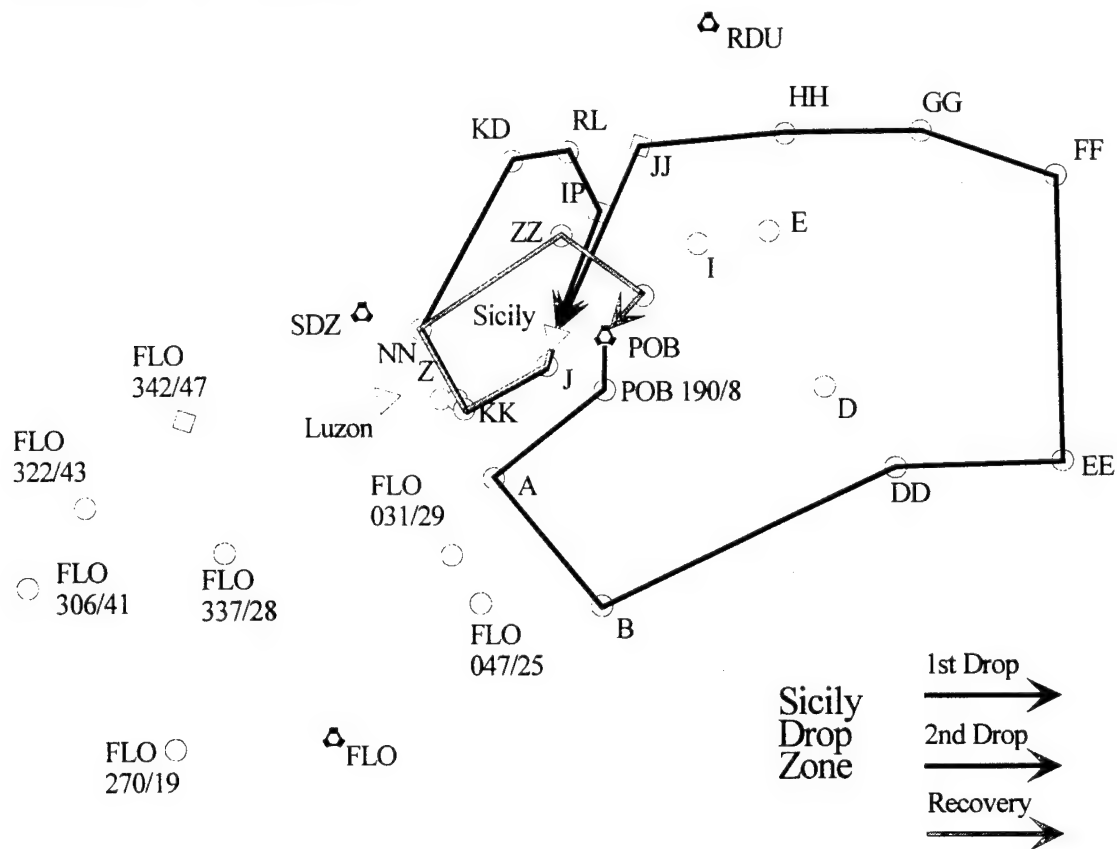 RDU
HH
GG
KD
RL
JJ
FF
IP
ZZ
E
I
SDZ
Sicily
NN
POB
FLO
342/47
Z
J
POB 190/8
D
Luzon
KK
FLO
322/43
A
FLO
031/29
DD
EE
FLO
306/41
FLO
337/28
B
FLO
047/25
FLO
270/19
FLO
Sicily
Drop
Zone
1st Drop
2nd Drop
Recovery